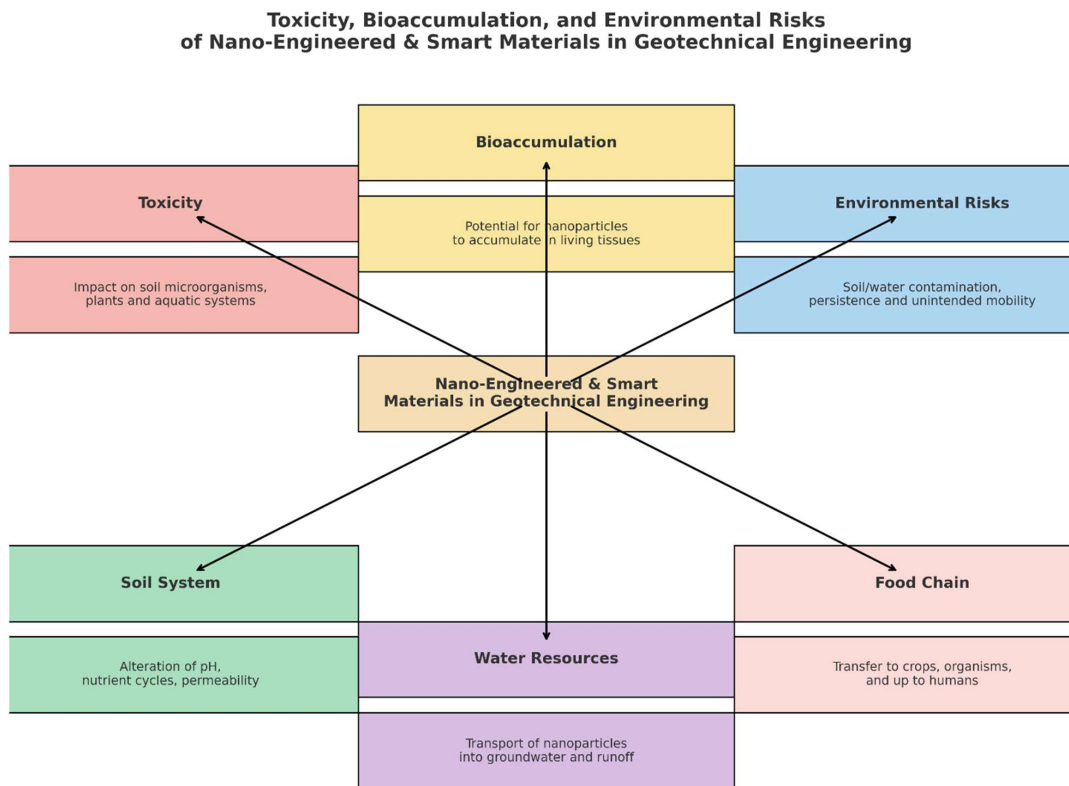 Toxicity, Bioaccumulation, and Environmental Risks
of Nano-Engineered & Smart Materials in Geotechnical Engineering
Bioaccumulation
Potential for nanoparticles
to accumulate in living tissues
Toxicity
Impact on soil microorganisms,
plants and aquatic systems
Environmental Risks
Soil/water contamination,
persistence and unintended mobility
Nano-Engineered & Smart
Materials in Geotechnical Engineering
Soil System
Alteration of pH,
nutrient cycles, permeability
Water Resources
Transport of nanoparticles
into groundwater and runoff
Food Chain
Transfer to crops, organisms,
and up to humans